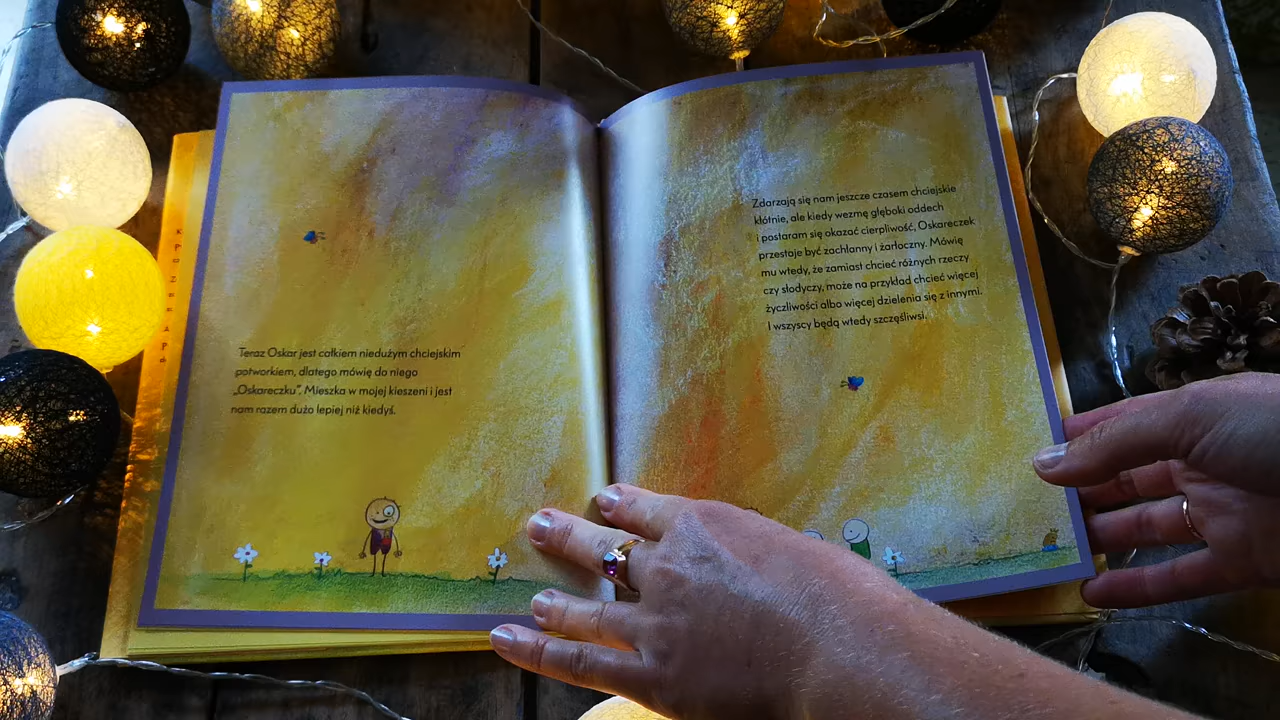 Teraz Oskar jest całkiem niedużym chciejskim
potworkiem, dlatego mówię do niego
„Oskareczku”. Mieszka w mojej kieszeni i jest
nam razem dużo lepiej niż kiedyś.
Zdarzają się nam jeszcze czasem chciejskie
kłótnie, ale kiedy wezmę głęboki oddech
i postaram się okazać cierpliwość, Oskareczek
przestaje być zachłanny i żarłoczny. Mówię
mu wtedy, że zamiast chcieć różnych rzeczy
czy słodyczy, może na przykład chcieć więcej
życzliwości albo więcej dzielenia się z innymi.
I wszyscy będą wtedy szczęśliwsi.